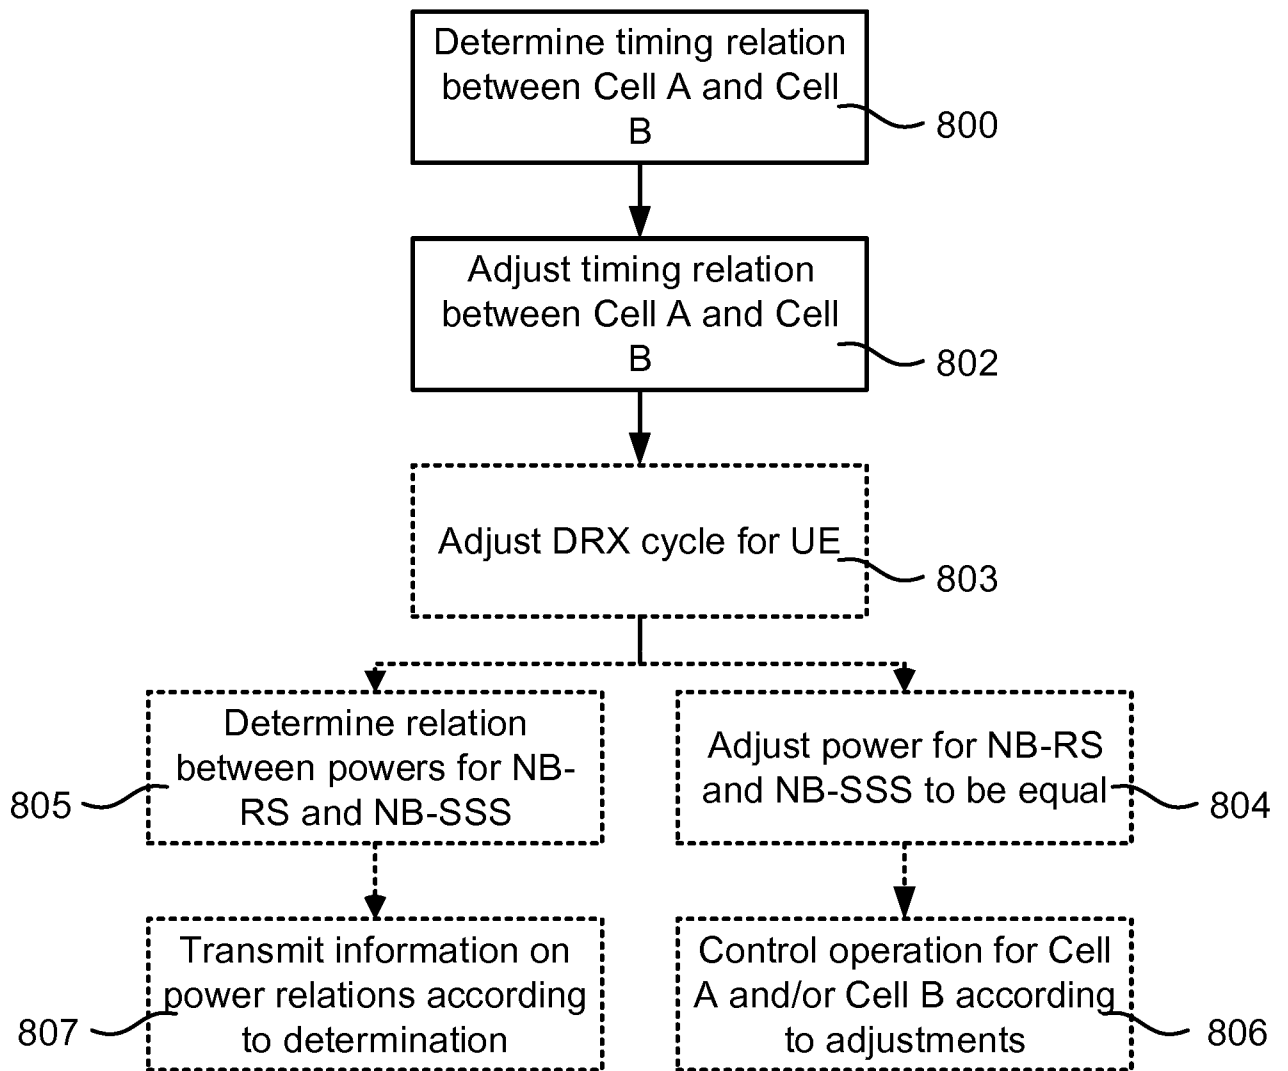 Determine timing relation
between Cell A and Cell
B
800
Adjust timing relation
between Cell A and Cell
B
802
Adjust DRX cycle for UE
803
Determine relation
between powers for NB-
RS and NB-SSS
805
Adjust power for NB-RS
and NB-SSS to be equal
804
Transmit information on
power relations according
to determination
807
Control operation for Cell
A and/or Cell B according
to adjustments
806